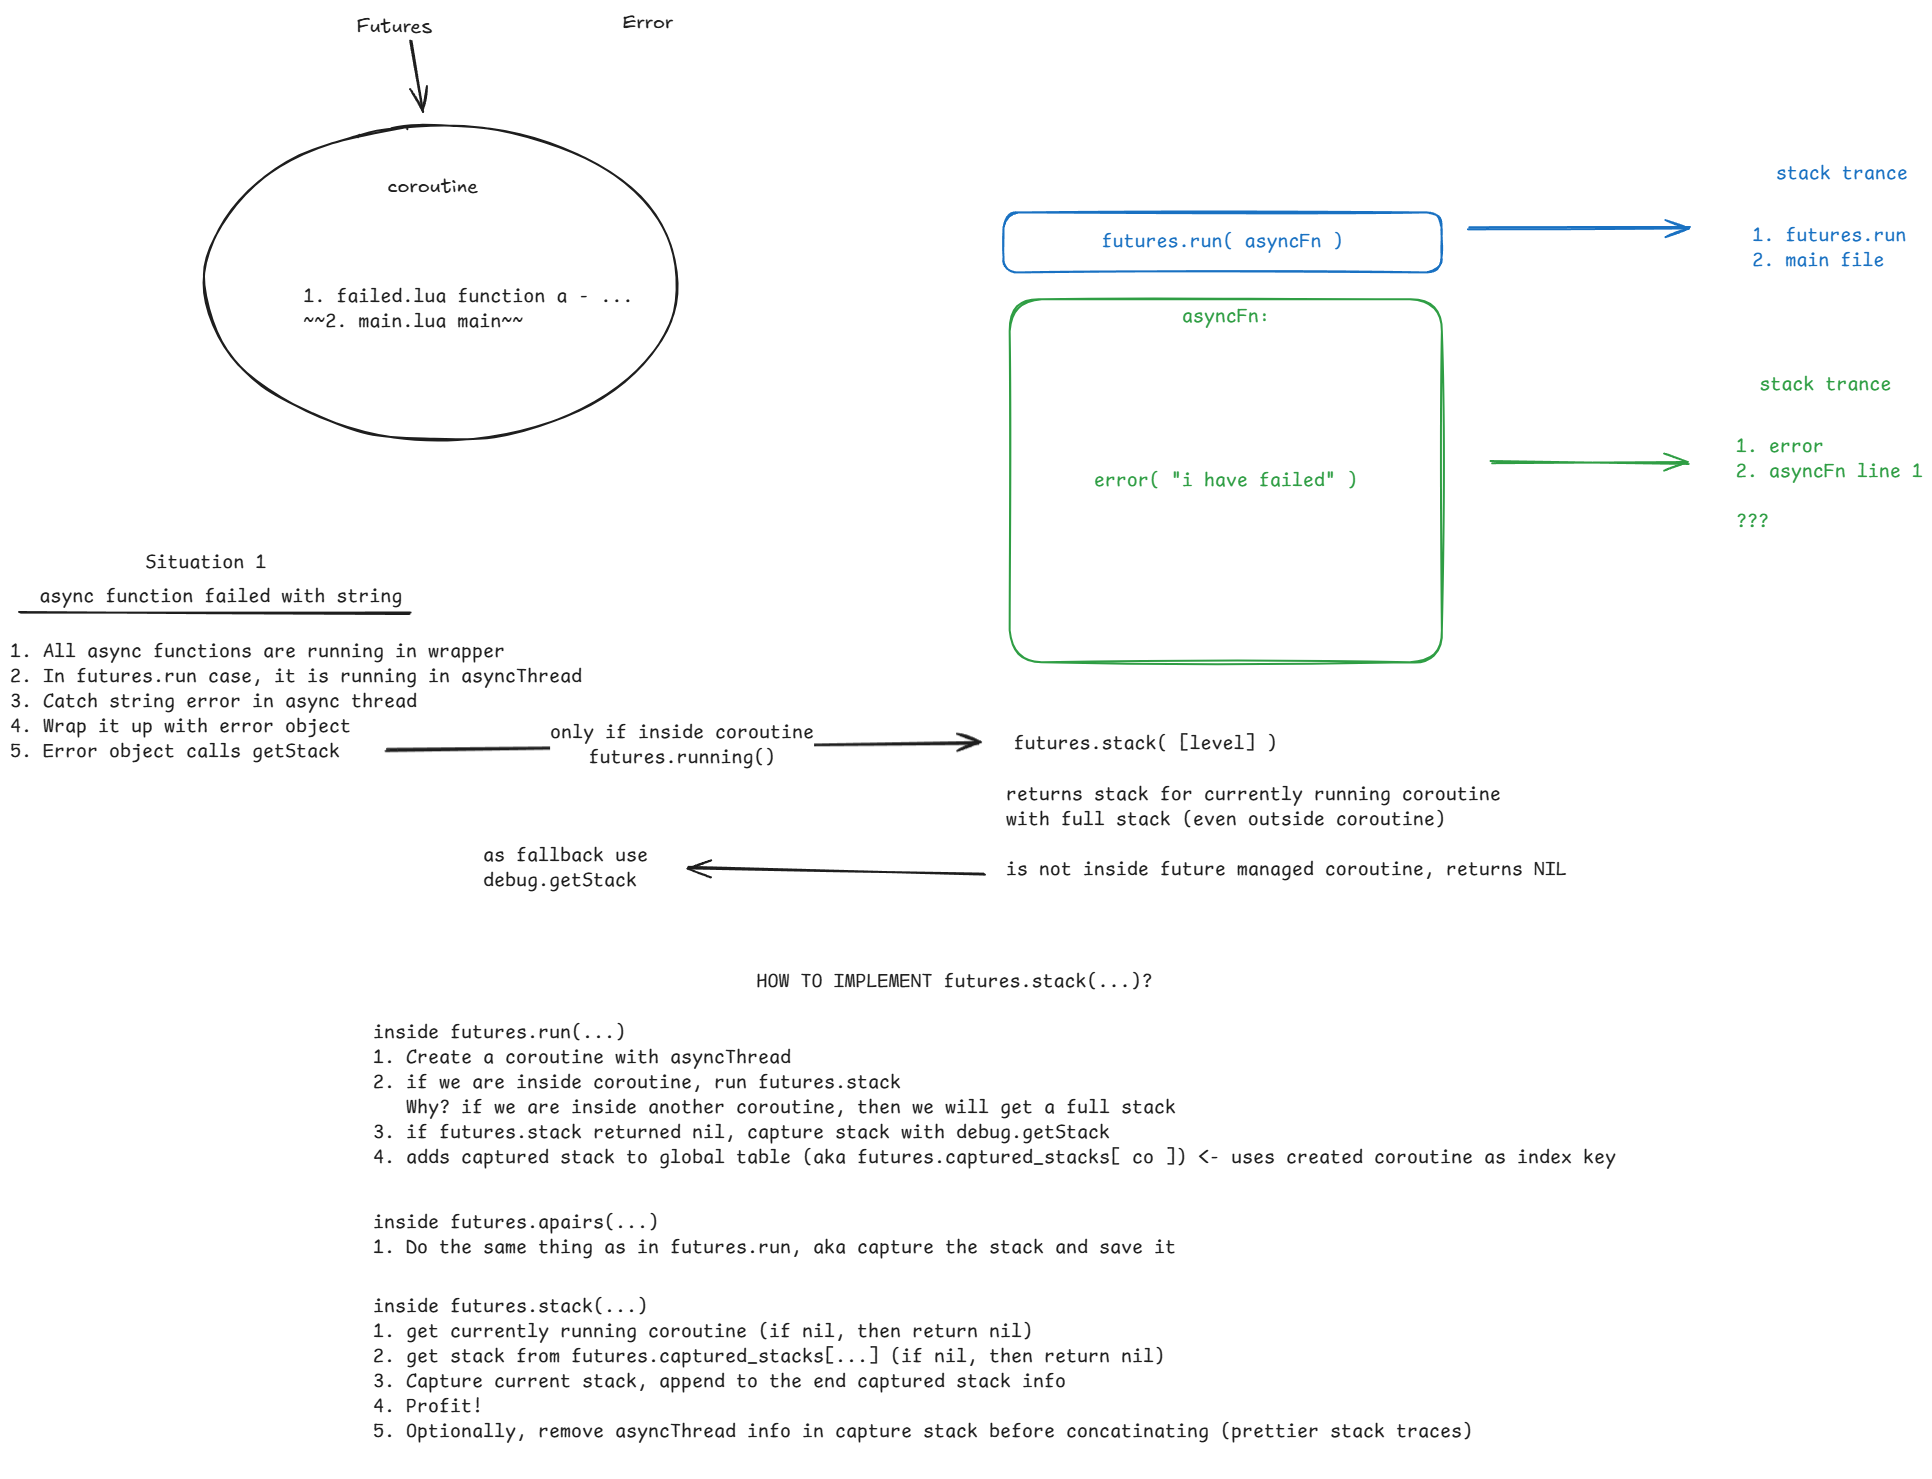 Futures
Error
coroutine
1. failed.lua function a - ...
~~2. main.lua main~~
futures.run( asyncFn )
stack trance
1. futures.run
2. main file
asyncFn:
error( "i have failed" )
stack trance
1. error
2. asyncFn line 1
???
Situation 1
async function failed with string
1. All async functions are running in wrapper
2. In futures.run case, it is running in asyncThread
3. Catch string error in async thread
4. Wrap it up with error object
5. Error object calls getStack
only if inside coroutine
futures.running()
futures.stack( [level] )
returns stack for currently running coroutine
with full stack (even outside coroutine)
is not inside future managed coroutine, returns NIL
as fallback use
debug.getStack
HOW TO IMPLEMENT futures.stack(...)?
inside futures.run(...)
1. Create a coroutine with asyncThread
2. if we are inside coroutine, run futures.stack
Why? if we are inside another coroutine, then we will get a full stack
3. if futures.stack returned nil, capture stack with debug.getStack
4. adds captured stack to global table (aka futures.captured_stacks[ co ]) <- uses created coroutine as index key
inside futures.apairs(...)
1. Do the same thing as in futures.run, aka capture the stack and save it
inside futures.stack(...)
1. get currently running coroutine (if nil, then return nil)
2. get stack from futures.captured_stacks[...] (if nil, then return nil)
3. Capture current stack, append to the end captured stack info
4. Profit!
5. Optionally, remove asyncThread info in capture stack before concatinating (prettier stack traces)